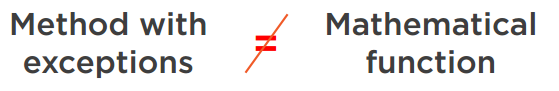 Method with exceptions ≠ Mathematical function